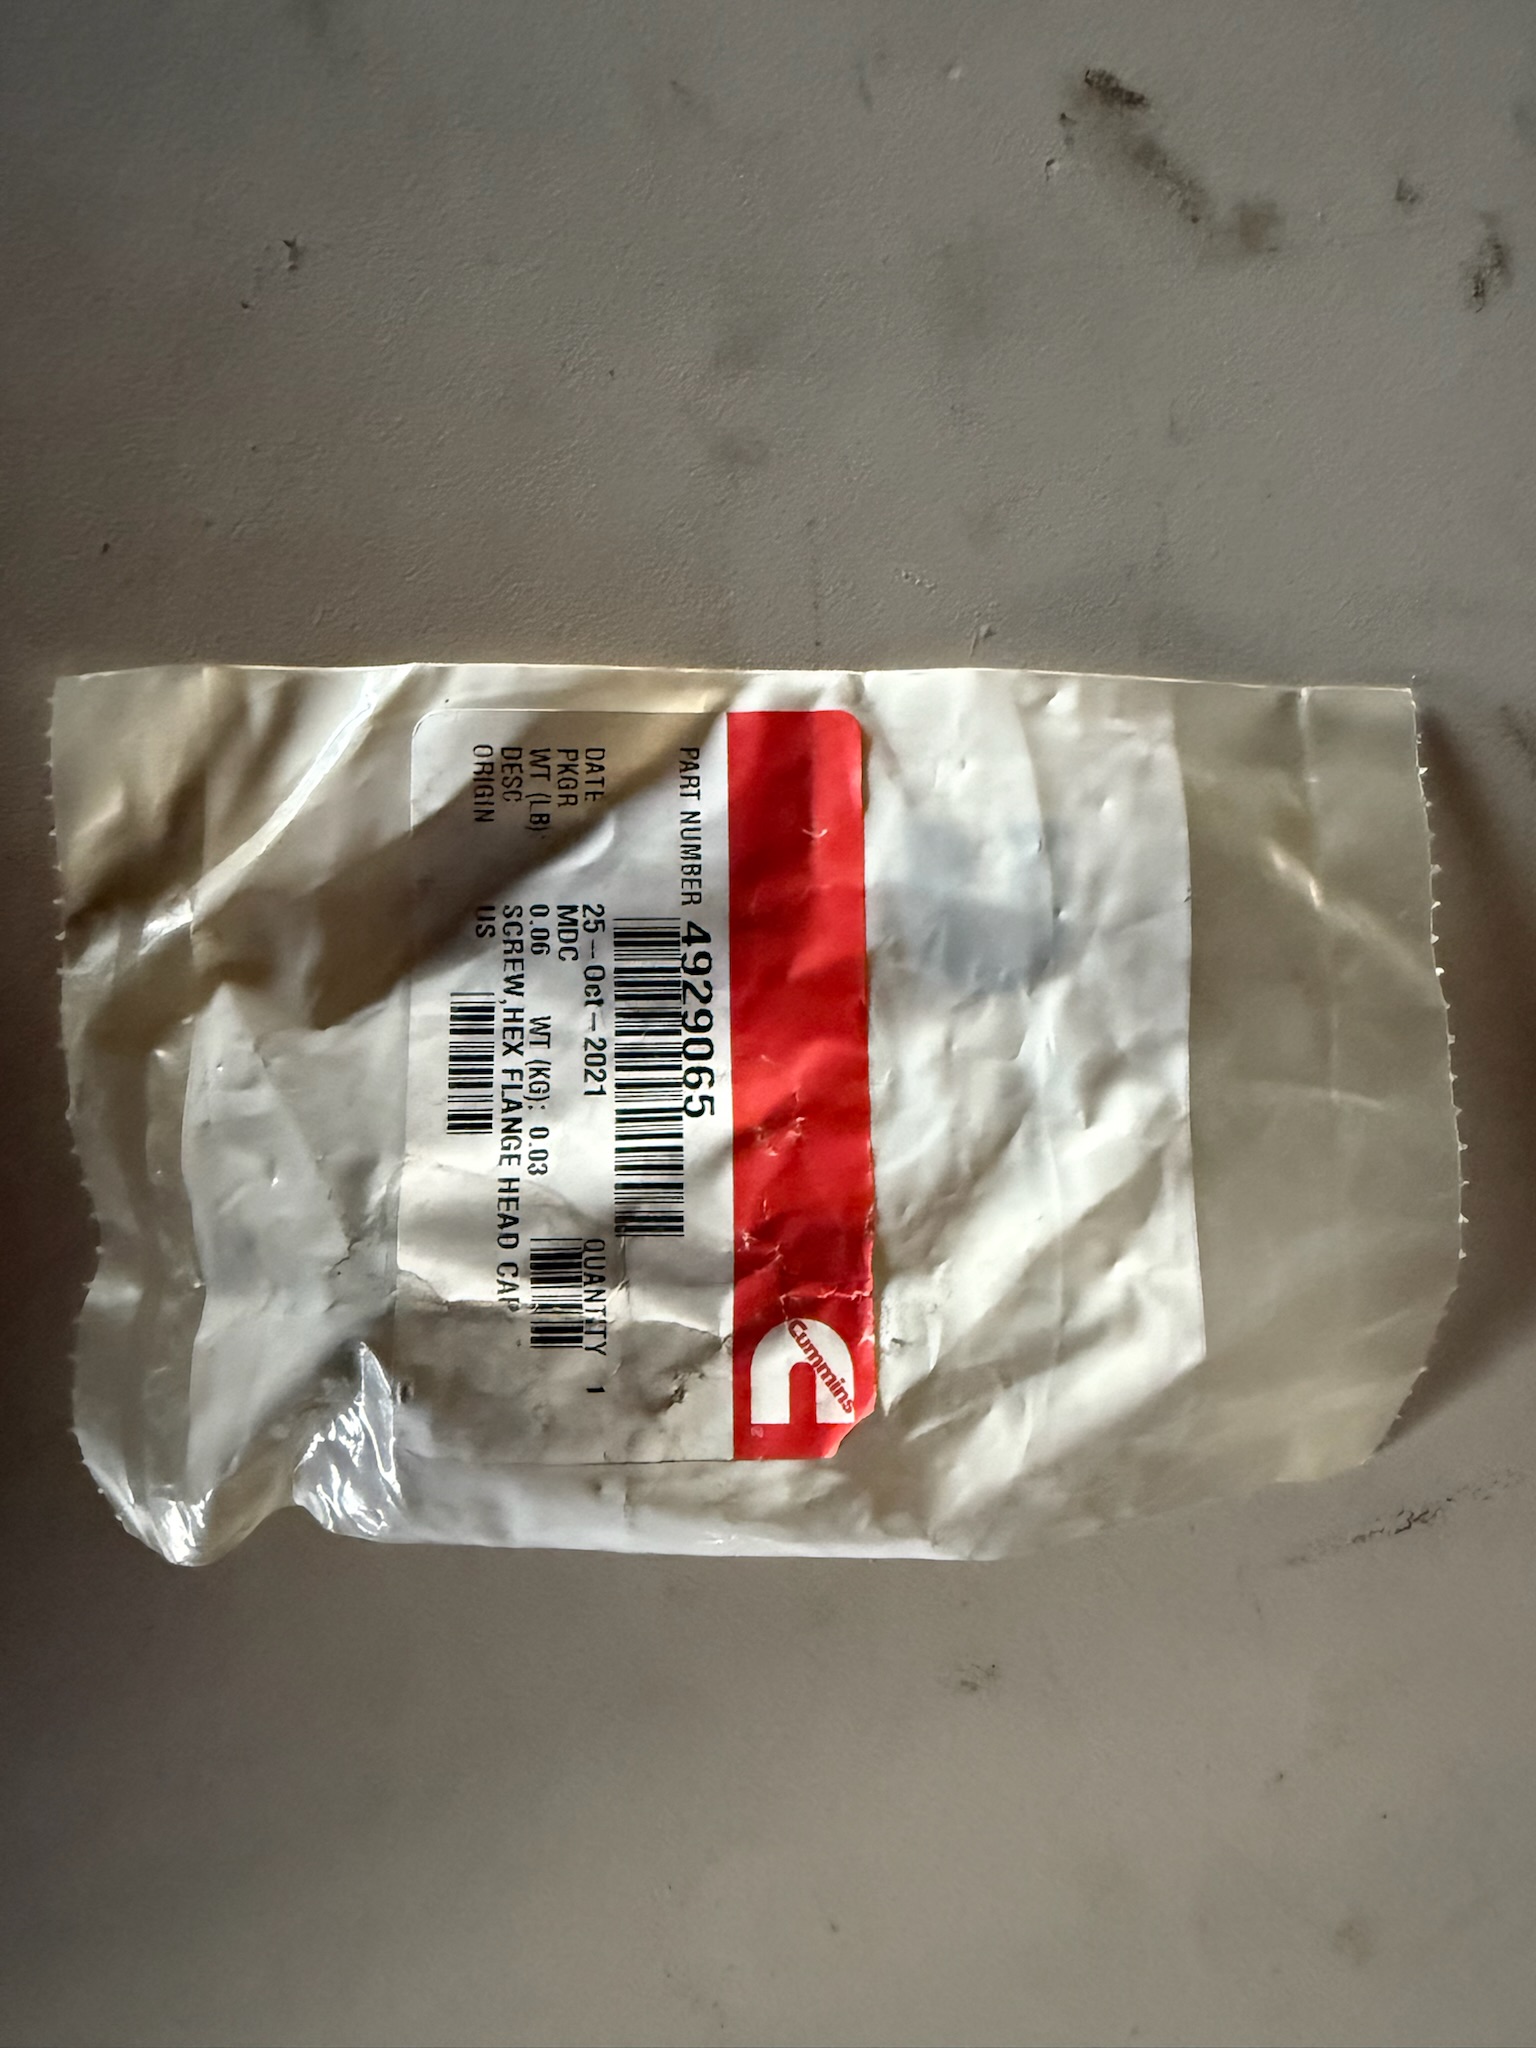 Cummins
PART NUMBER 4929065
DATE 25-Oct-2021 QUANTITY 1
PKGR MDC
WT (LB): 0.06 WT (KG): 0.03
DESC SCREW,HEX FLANGE HEAD CAP
ORIGIN US